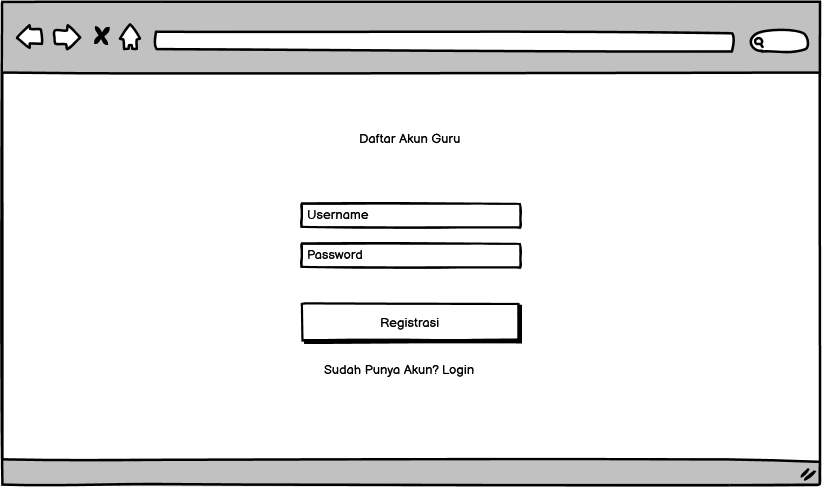 Daftar Akun Guru
Username
Password
Registrasi
Sudah Punya Akun? Login